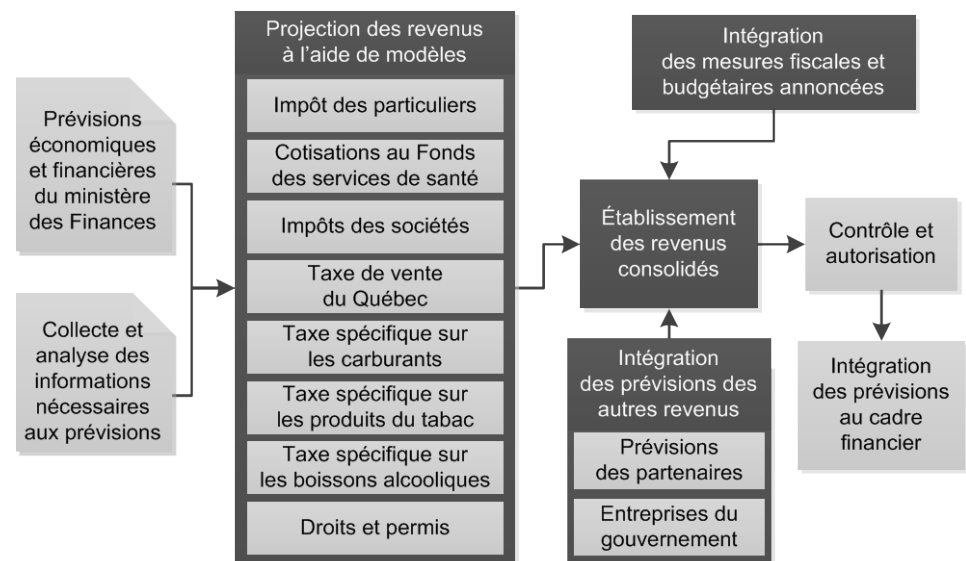 Prévisions
économiques
et financières
du ministère
des Finances
Collecte et
analyse des
informations
nécessaires
aux prévisions
Projection des revenus
à l'aide de modèles
Impôt des particuliers
Cotisations au Fonds
des services de santé
Impôts des sociétés
Taxe de vente
du Québec
Taxe spécifique sur
les carburants
Taxe spécifique sur
les produits du tabac
Taxe spécifique sur
les boissons alcooliques
Droits et permis
Intégration
des mesures fiscales et
budgétaires annoncées
Établissement
des revenus
consolidés
Intégration
des prévisions des
autres revenus
Prévisions
des partenaires
Entreprises du
gouvernement
Contrôle et
autorisation
Intégration
des prévisions
au cadre
financier